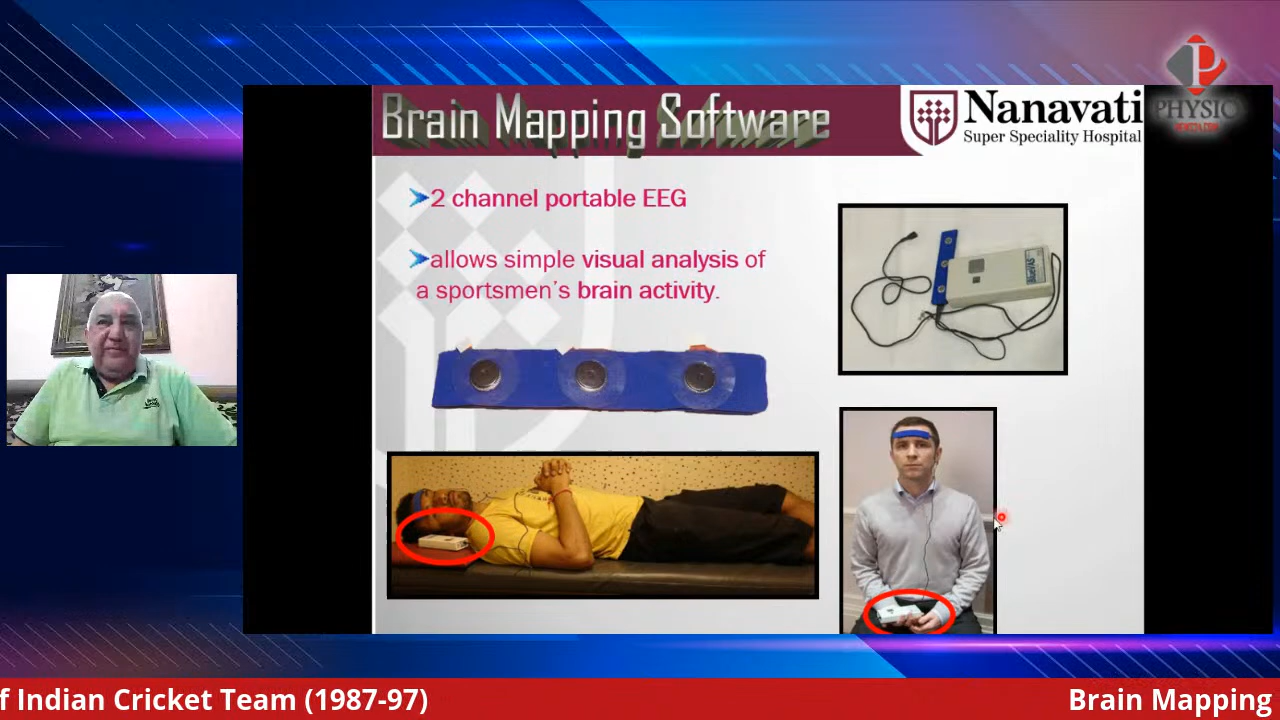 Brain Mapping Software
Nanavati
Super Speciality Hospital
PHYSIO
➢2 channel portable EEG
➢allows simple visual analysis of
a sportsmen's brain activity.
f Indian Cricket Team (1987-97)
Brain Mapping